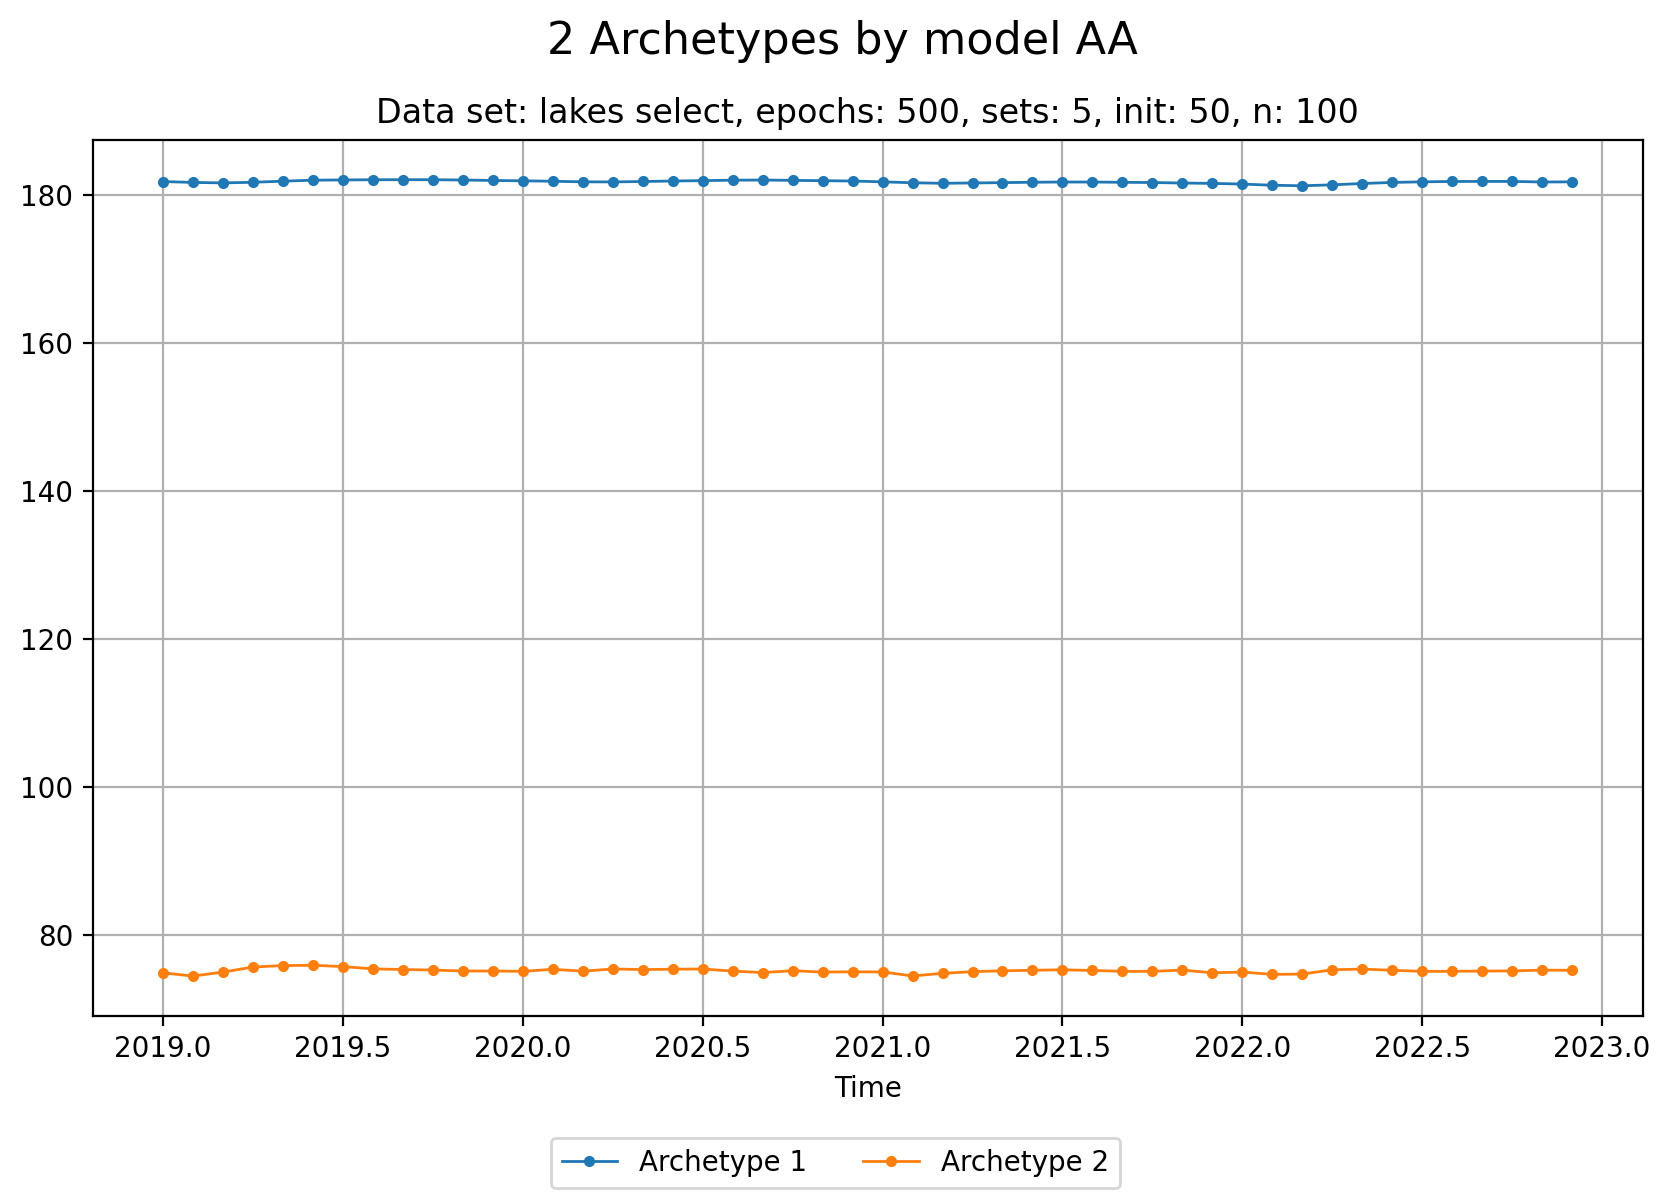 2 Archetypes by model AA
Data set: lakes select, epochs: 500, sets: 5, init: 50, n: 100
180
160
140
120
100
80
2019.0 2019.5 2020.0 2020.5 2021.0 2021.5 2022.0 2022.5 2023.0
Time
Archetype 1 Archetype 2